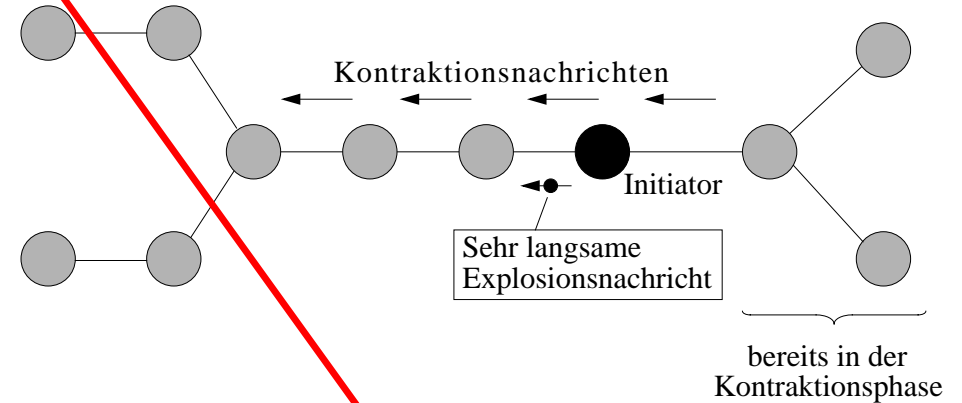 Kontraktionsnachrichten
Initiator
Sehr langsame
Explosionsnachricht
bereits in der
Kontraktionsphase